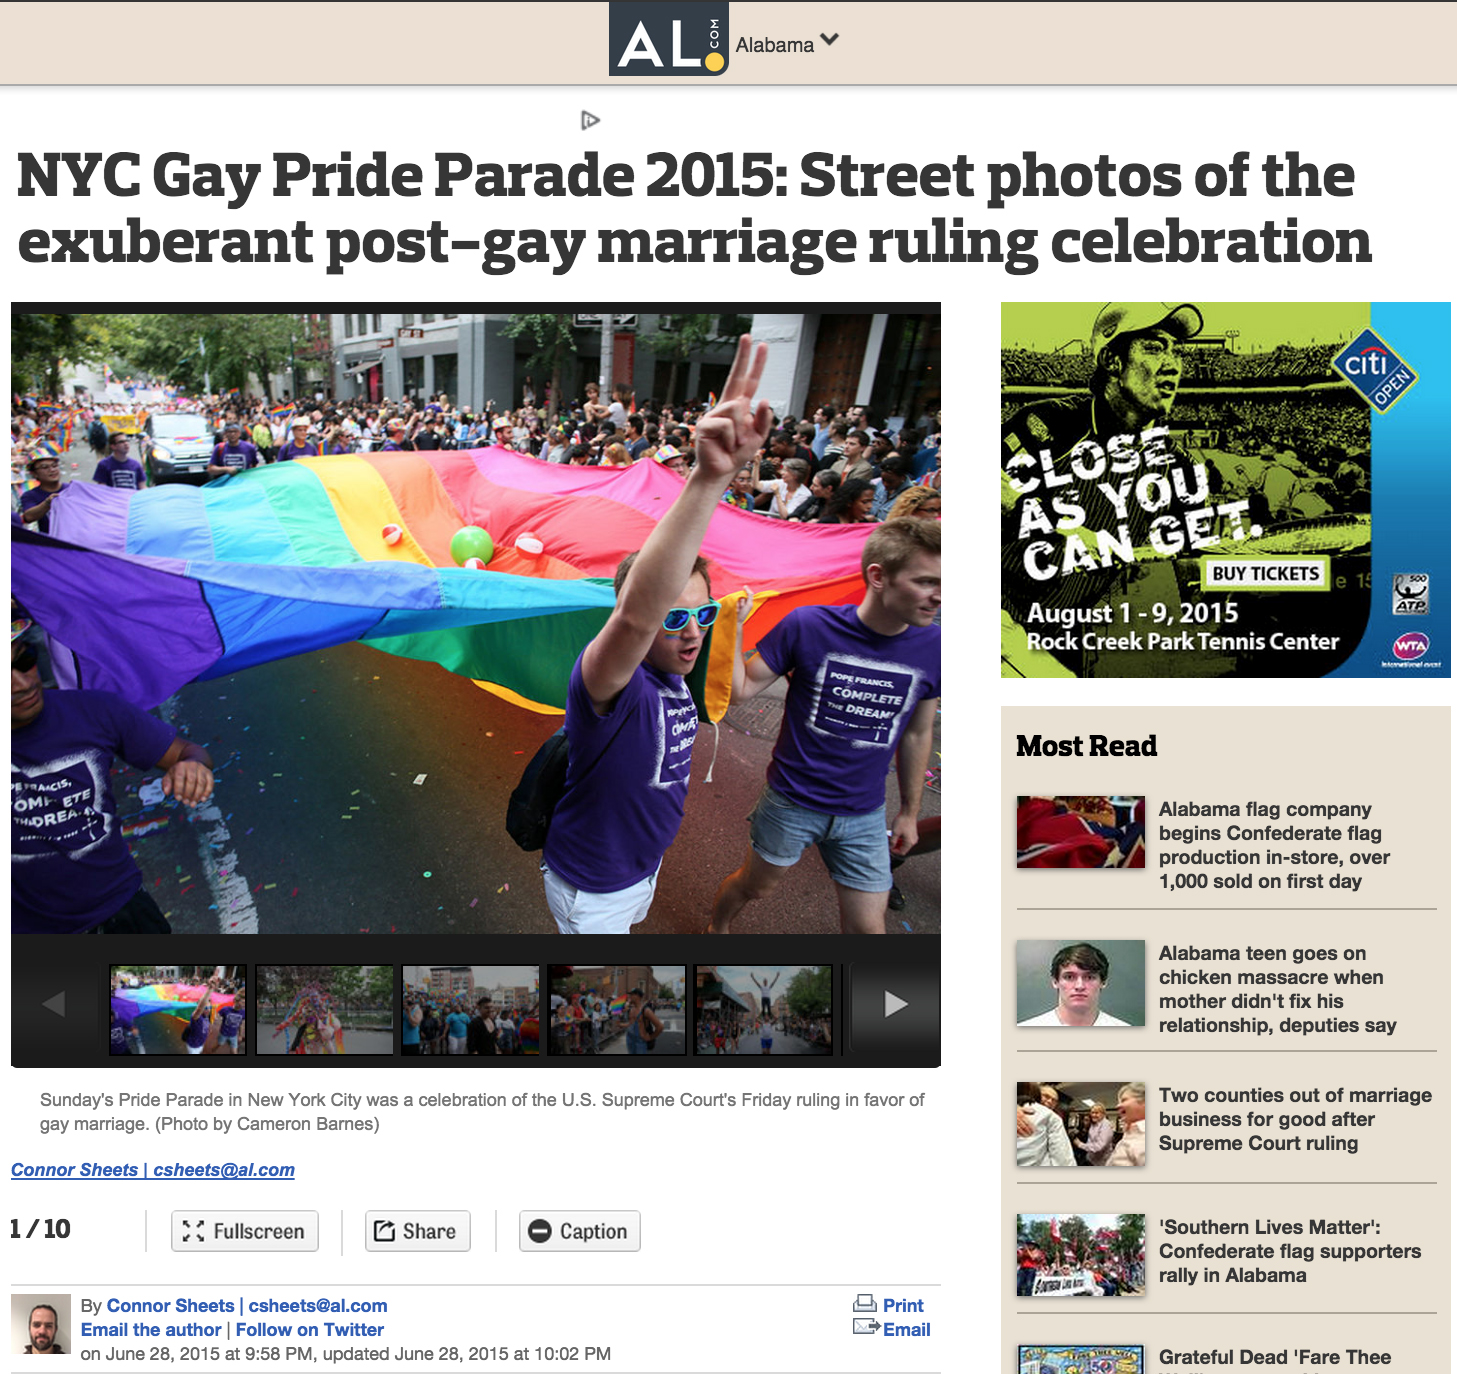 AL.COM
Alabama
NYC Gay Pride Parade 2015: Street photos of the
exuberant post-gay marriage ruling celebration
POPE FRANCIS,
COMPLETE
THE DREAM!
citi
OPEN
CLOSE
AS YOU
CAN GET.
BUY TICKETS
August 1 - 9, 2015
Rock Creek Park Tennis Center
500
ATP
WTA
International event
Sunday's Pride Parade in New York City was a celebration of the U.S. Supreme Court's Friday ruling in favor of
gay marriage. (Photo by Cameron Barnes)
Connor Sheets | csheets@al.com
1 / 10
Fullscreen
Share
Caption
By Connor Sheets | csheets@al.com
Email the author | Follow on Twitter
on June 28, 2015 at 9:58 PM, updated June 28, 2015 at 10:02 PM
Print
Email
Most Read
Alabama flag company
begins Confederate flag
production in-store, over
1,000 sold on first day
Alabama teen goes on
chicken massacre when
mother didn't fix his
relationship, deputies say
Two counties out of marriage
business for good after
Supreme Court ruling
'Southern Lives Matter':
Confederate flag supporters
rally in Alabama
Grateful Dead 'Fare Thee